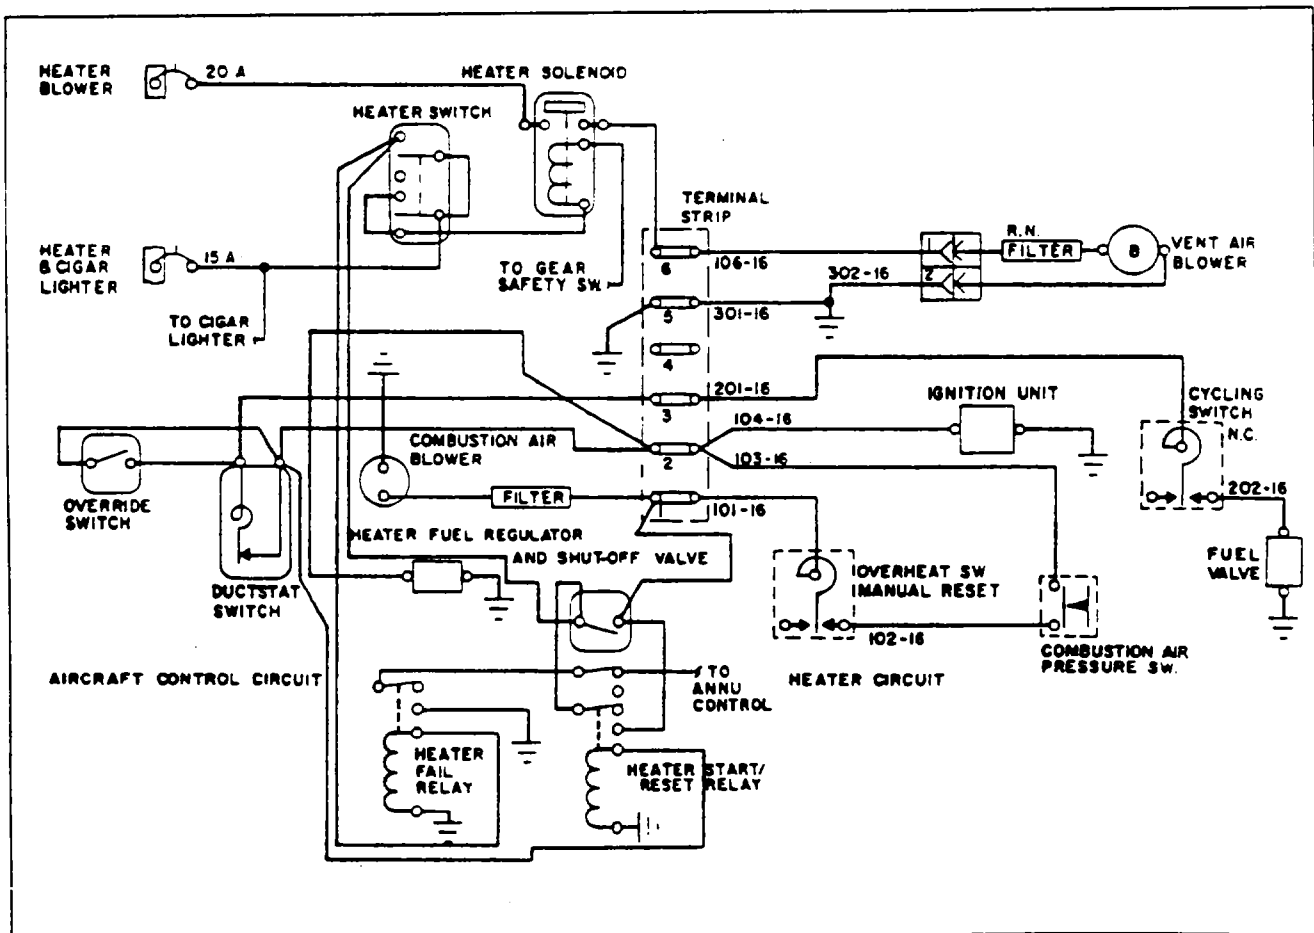 HEATER
BLOWER
20 A
HEATER SOLENOID
HEATER SWITCH
TERMINAL
STRIP
HEATER
& CIGAR
LIGHTER
15 A
TO CIGAR
LIGHTER
TO GEAR
SAFETY SW.
6
106-16
5
301-16
4
3
201-16
2
101-16
302-16
1
2
R.N.
FILTER
B
VENT AIR
BLOWER
104-16
103-16
IGNITION UNIT
CYCLING
SWITCH
N.C.
202-16
FUEL
VALVE
OVERRIDE
SWITCH
COMBUSTION AIR
BLOWER
FILTER
HEATER FUEL REGULATOR
AND SHUT-OFF VALVE
DUCTSTAT
SWITCH
OVERHEAT SW
(MANUAL RESET
102-16
COMBUSTION AIR
PRESSURE SW.
AIRCRAFT CONTROL CIRCUIT
TO
ANNU
CONTROL
HEATER CIRCUIT
HEATER
FAIL
RELAY
HEATER START/
RESET RELAY